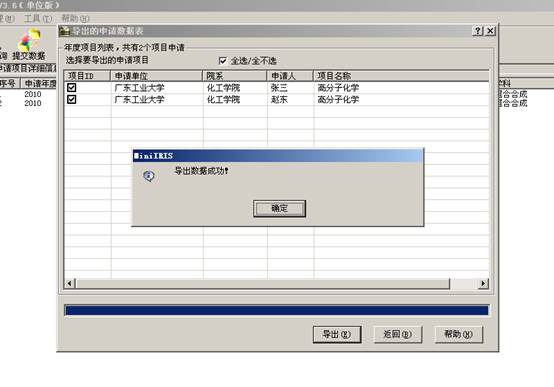 V3.6 (单位版)
工具(T) 帮助(H)
提交数据
申请项目详细信息
序号 申请年度
2010
2 2010
导出的申请数据表
年度项目列表，共有2个项目申请
选择要导出的申请项目 全选/全不选
项目ID 申请单位 院系 申请人 项目名称
广东工业大学 化工学院 张三 高分子化学
广东工业大学 化工学院 赵东 高分子化学
学科
合合成
合合成
MiniIRIS
导出数据成功!
确定
导出(E) 返回(B) 帮助(H)